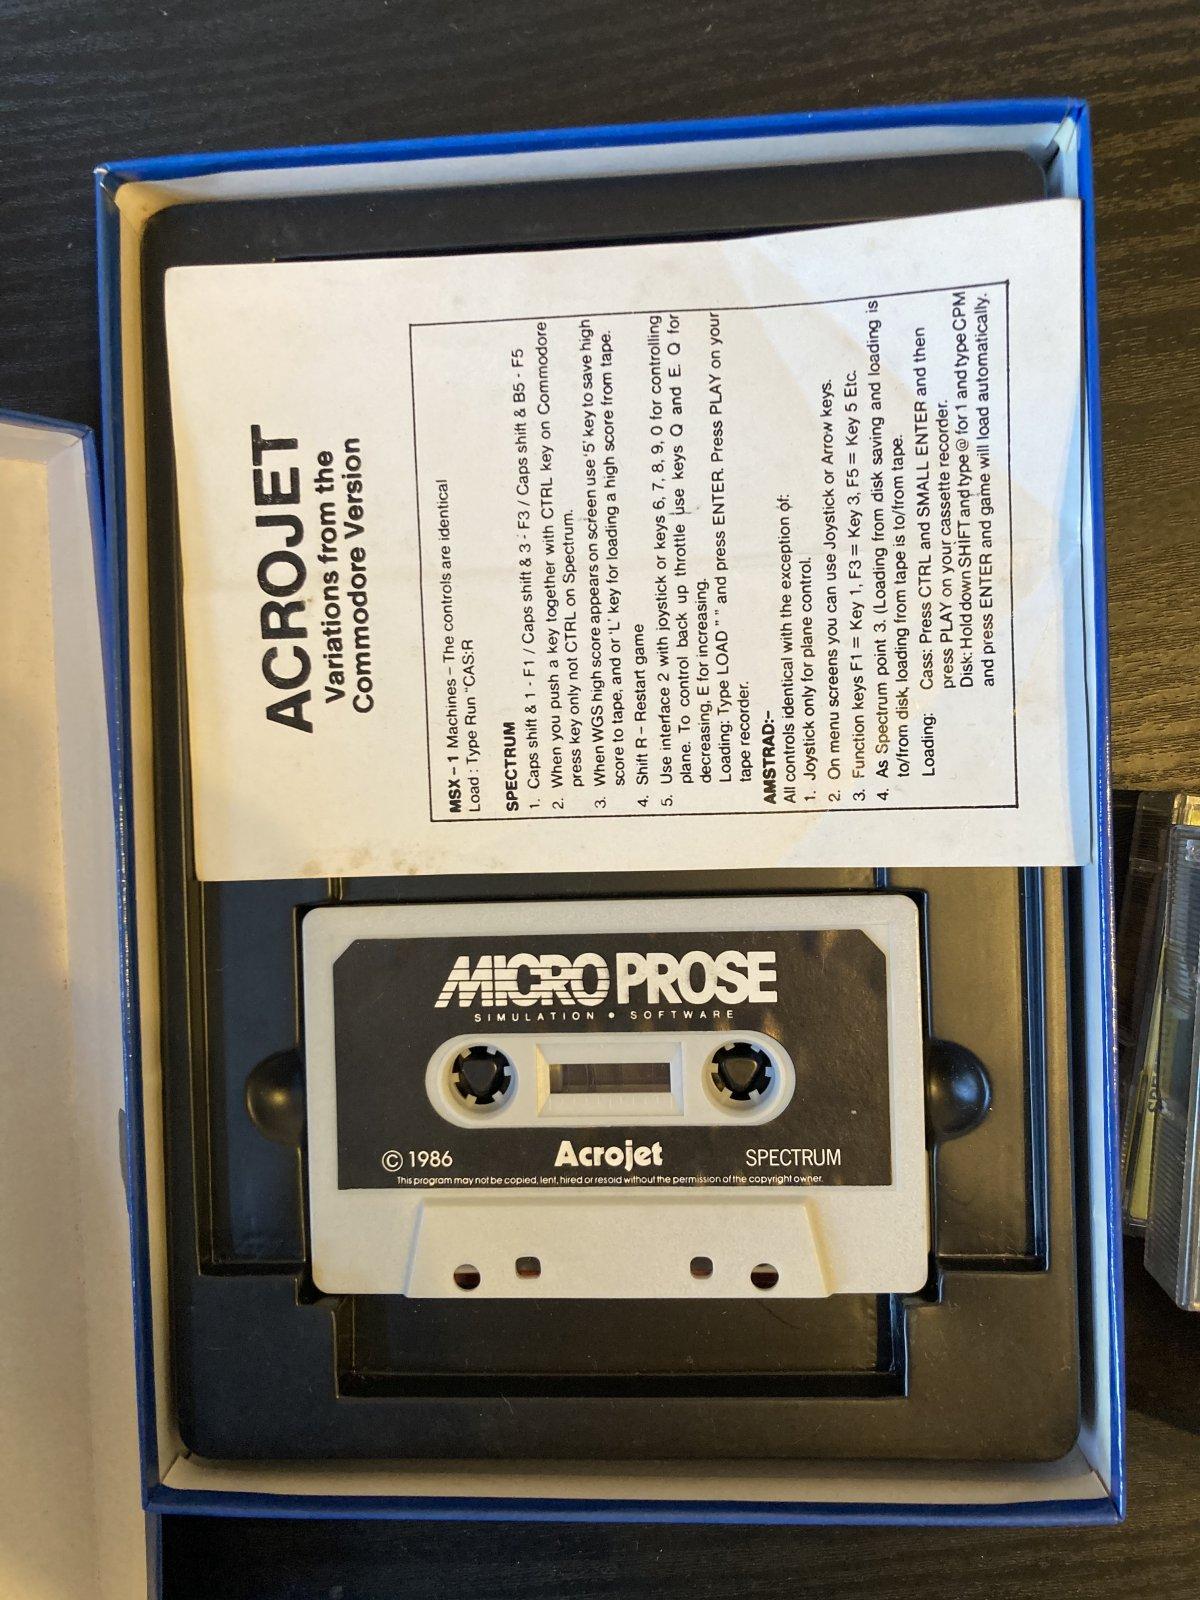 ACROJET
Variations from the
Commodore Version
MSX – 1 Machines – The controls are identical
Load : Type Run "CAS:R
SPECTRUM
1. Caps shift & 1 - F1 / Caps shift & 3 - F3 / Caps shift & B5 - F5
2. When you push a key together with CTRL key on Commodore
press key only not CTRL on Spectrum.
3. When WGS high score appears on screen use '5' key to save high
score to tape, and or 'L' key for loading a high score from tape.
4. Shift R – Restart game
5. Use interface 2 with joystick or keys 6, 7, 8, 9, 0 for controlling
plane. To control back up throttle use keys Q and E. Q for
decreasing, E for increasing.
Loading: Type LOAD " " and press ENTER. Press PLAY on your
tape recorder.
AMSTRAD:–
All controls identical with the exception of:
1. Joystick only for plane control.
2. On menu screens you can use Joystick or Arrow keys.
3. Function keys F1 = Key 1, F3 = Key 3, F5 = Key 5 Etc.
4. As Spectrum point 3. (Loading from disk saving and loading is
to/from disk, loading from tape is to/from tape.
Loading: Cass: Press CTRL and SMALL ENTER and then
press PLAY on your cassette recorder.
Disk: Hold down SHIFT and type @ for 1 and type CPM
and press ENTER and game will load automatically.
MICRO PROSE
SIMULATION • SOFTWARE
© 1986 Acrojet SPECTRUM
This program may not be copied, lent, hired or resold without the permission of the copyright owner.